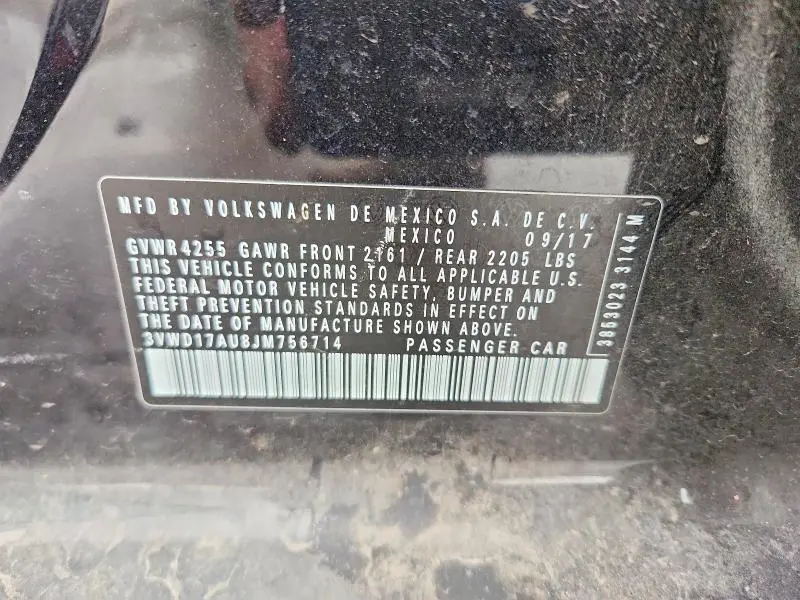 MFD BY VOLKSWAGEN DE MEXICO S.A. DE C.V.
MEXICO 09/17
GVWR 4255 GAWR FRONT 2161 / REAR 2205 LBS
THIS VEHICLE CONFORMS TO ALL APPLICABLE U.S.
FEDERAL MOTOR VEHICLE SAFETY, BUMPER AND
THEFT PREVENTION STANDARDS IN EFFECT ON
THE DATE OF MANUFACTURE SHOWN ABOVE.
3VWD17AU8JM756714 PASSENGER CAR
3853023 3144 M